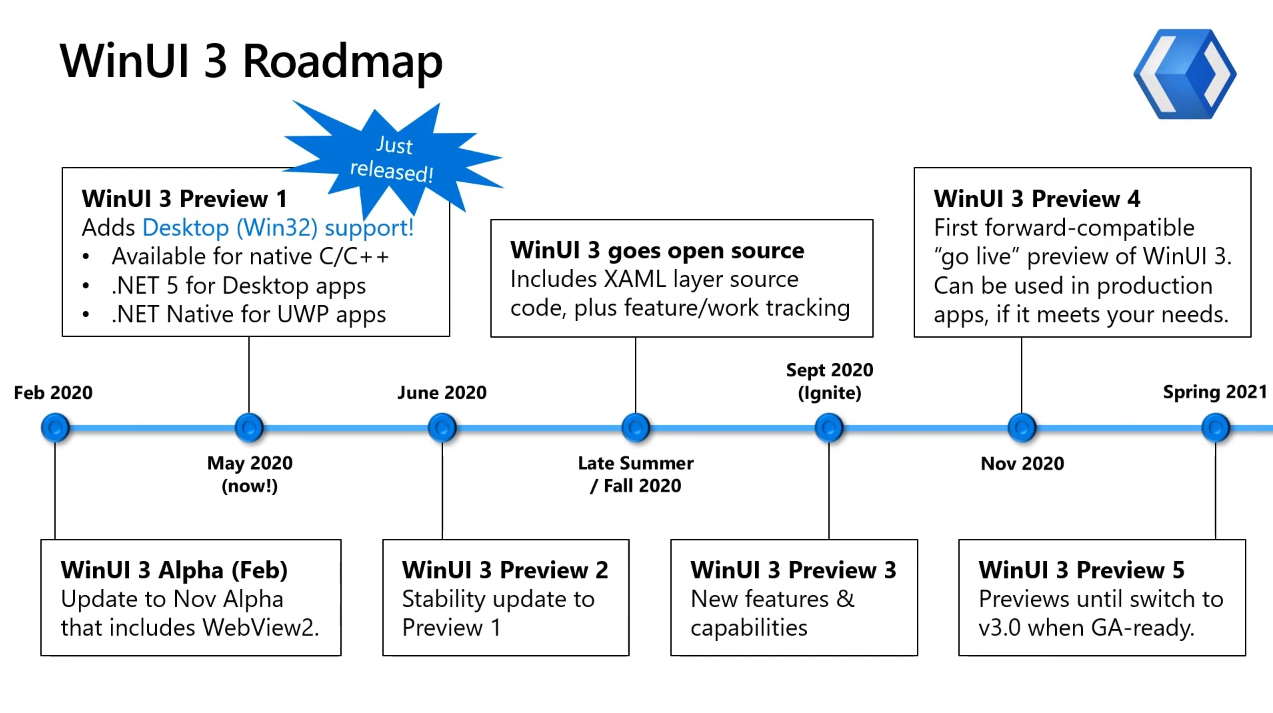 WinUI 3 Roadmap
Just
released!
WinUI 3 Preview 1
Adds Desktop (Win32) support!
• Available for native C/C++
• .NET 5 for Desktop apps
• .NET Native for UWP apps
WinUI 3 goes open source
Includes XAML layer source
code, plus feature/work tracking
WinUI 3 Preview 4
First forward-compatible
“go live” preview of WinUI 3.
Can be used in production
apps, if it meets your needs.
Feb 2020
May 2020
(now!)
June 2020
Late Summer
/ Fall 2020
Sept 2020
(Ignite)
Nov 2020
Spring 2021
WinUI 3 Alpha (Feb)
Update to Nov Alpha
that includes WebView2.
WinUI 3 Preview 2
Stability update to
Preview 1
WinUI 3 Preview 3
New features &
capabilities
WinUI 3 Preview 5
Previews until switch to
v3.0 when GA-ready.